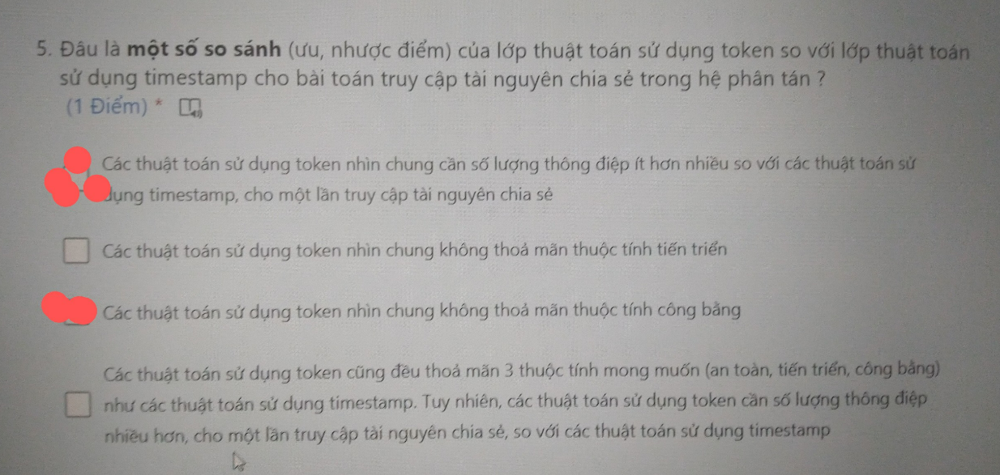 5. Đâu là một số so sánh (ưu, nhược điểm) của lớp thuật toán sử dụng token so với lớp thuật toán
sử dụng timestamp cho bài toán truy cập tài nguyên chia sẻ trong hệ phân tán ?
(1 Điểm) *
Các thuật toán sử dụng token nhìn chung cần số lượng thông điệp ít hơn nhiều so với các thuật toán sử
dụng timestamp, cho một lần truy cập tài nguyên chia sẻ
Các thuật toán sử dụng token nhìn chung không thoả mãn thuộc tính tiến triển
Các thuật toán sử dụng token nhìn chung không thoả mãn thuộc tính công bằng
Các thuật toán sử dụng token cũng đều thoả mãn 3 thuộc tính mong muốn (an toàn, tiến triển, công bằng)
như các thuật toán sử dụng timestamp. Tuy nhiên, các thuật toán sử dụng token cần số lượng thông điệp
nhiều hơn, cho một lần truy cập tài nguyên chia sẻ, so với các thuật toán sử dụng timestamp